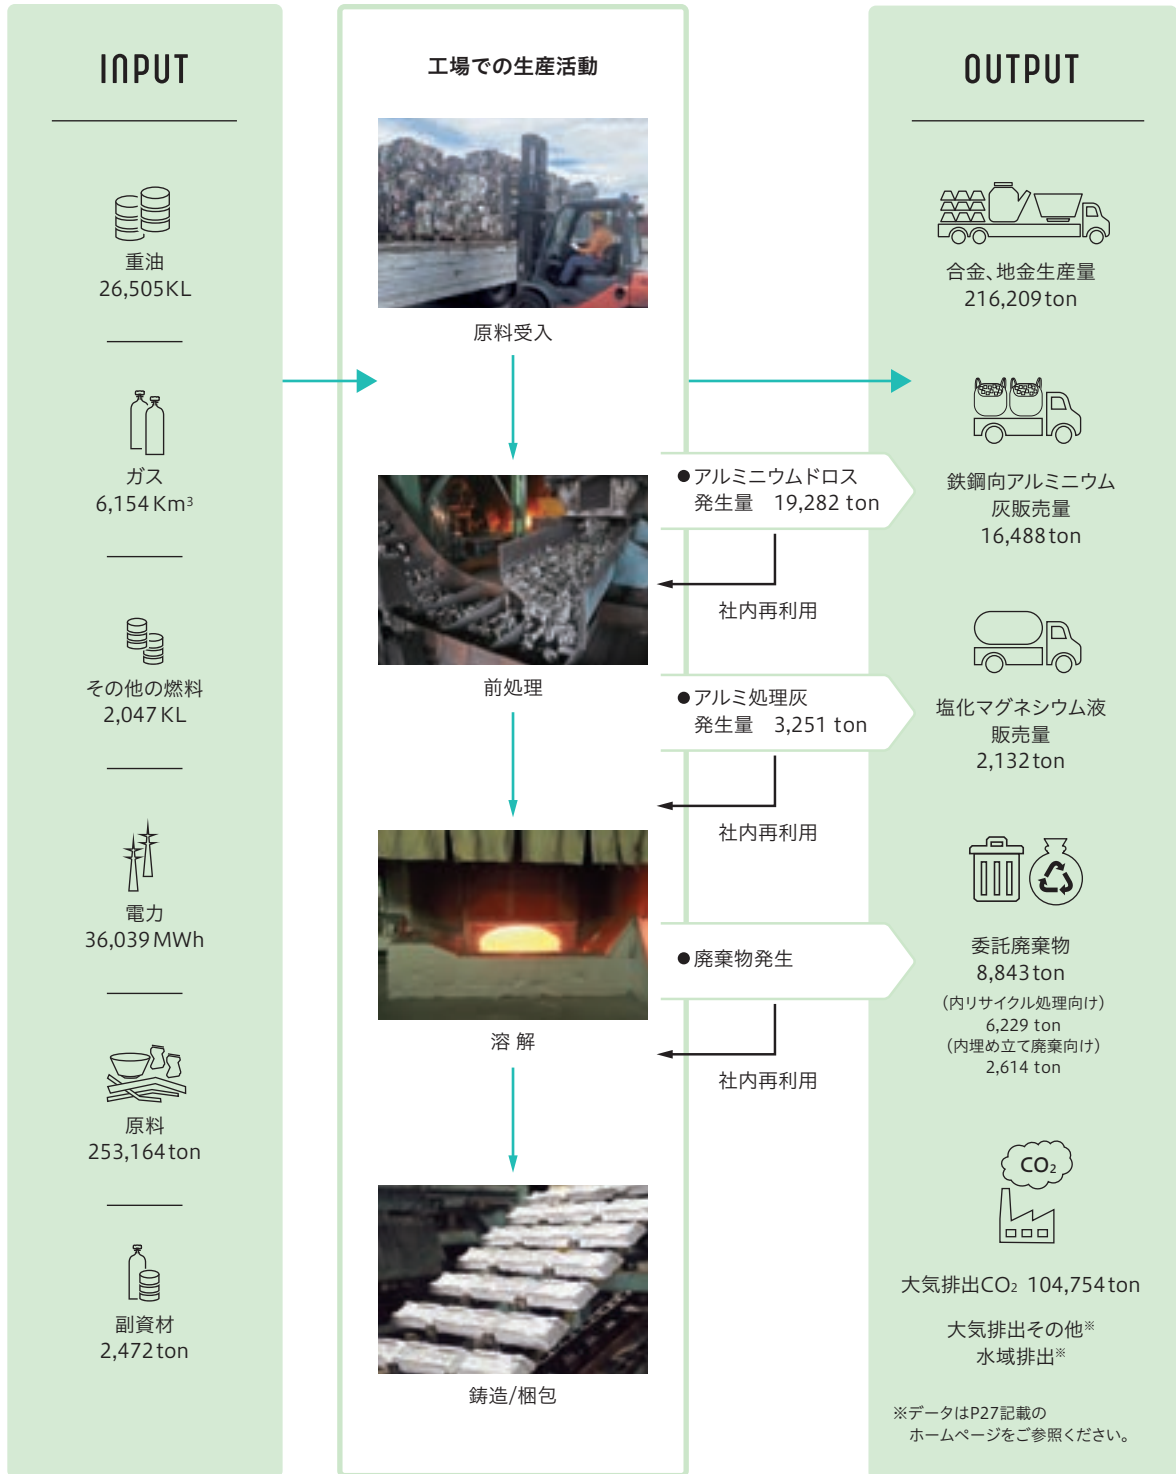 INPUT
重油
26,505KL
ガス
6,154Km³
その他の燃料
2,047KL
電力
36,039MWh
原料
253,164ton
副資材
2,472ton
工場での生産活動
原料受入
前処理
溶解
鋳造/梱包
●アルミニウムドロス
発生量 19,282 ton
社内再利用
●アルミ処理灰
発生量 3,251 ton
社内再利用
●廃棄物発生
社内再利用
OUTPUT
合金、地金生産量
216,209ton
鉄鋼向アルミニウム
灰販売量
16,488ton
塩化マグネシウム液
販売量
2,132ton
委託廃棄物
8,843ton
(内リサイクル処理向け)
6,229 ton
(内埋め立て廃棄向け)
2,614 ton
CO₂
大気排出CO₂ 104,754ton
大気排出その他※
水域排出※
※データはP27記載の
ホームページをご参照ください。